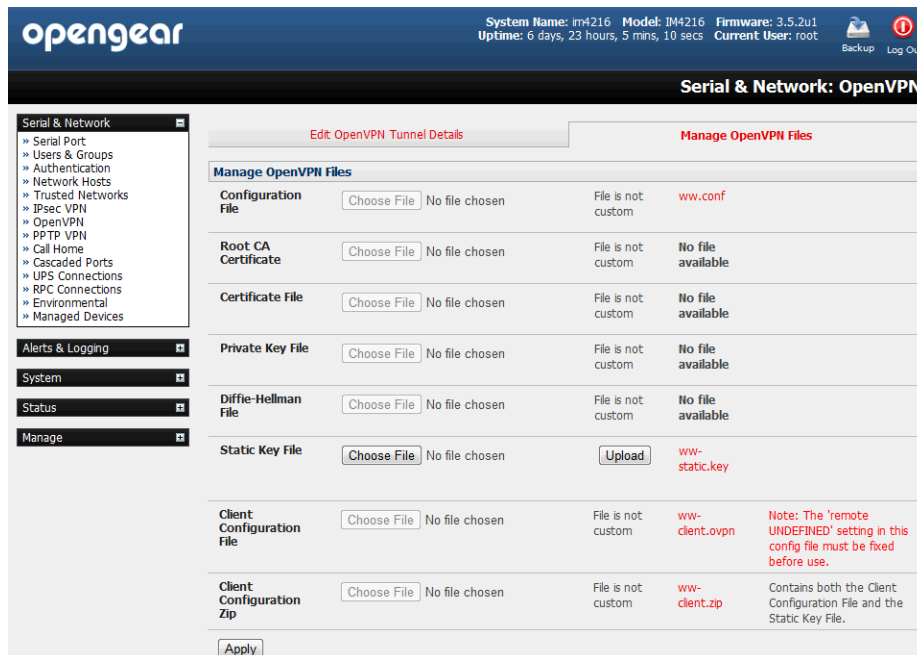 opengear
System Name: im4216 Model: IM4216 Firmware: 3.5.2u1
Uptime: 6 days, 23 hours, 5 mins, 10 secs Current User: root
Backup
Log Ou
Serial & Network: OpenVPN
Serial & Network
» Serial Port
» Users & Groups
» Authentication
» Network Hosts
» Trusted Networks
» IPsec VPN
» OpenVPN
» PPTP VPN
» Call Home
» Cascaded Ports
» UPS Connections
» RPC Connections
» Environmental
» Managed Devices
Alerts & Logging
System
Status
Manage
Edit OpenVPN Tunnel Details
Manage OpenVPN Files
Manage OpenVPN Files
Configuration
File
Choose File No file chosen
File is not
custom
ww.conf
Root CA
Certificate
Choose File No file chosen
File is not
custom
No file
available
Certificate File
Choose File No file chosen
File is not
custom
No file
available
Private Key File
Choose File No file chosen
File is not
custom
No file
available
Diffie-Hellman
File
Choose File No file chosen
File is not
custom
No file
available
Static Key File
Choose File No file chosen
Upload
ww-
static.key
Client
Configuration
File
Choose File No file chosen
File is not
custom
ww-
client.ovpn
Note: The 'remote
UNDEFINED' setting in this
config file must be fixed
before use.
Client
Configuration
Zip
Choose File No file chosen
File is not
custom
ww-
client.zip
Contains both the Client
Configuration File and the
Static Key File.
Apply